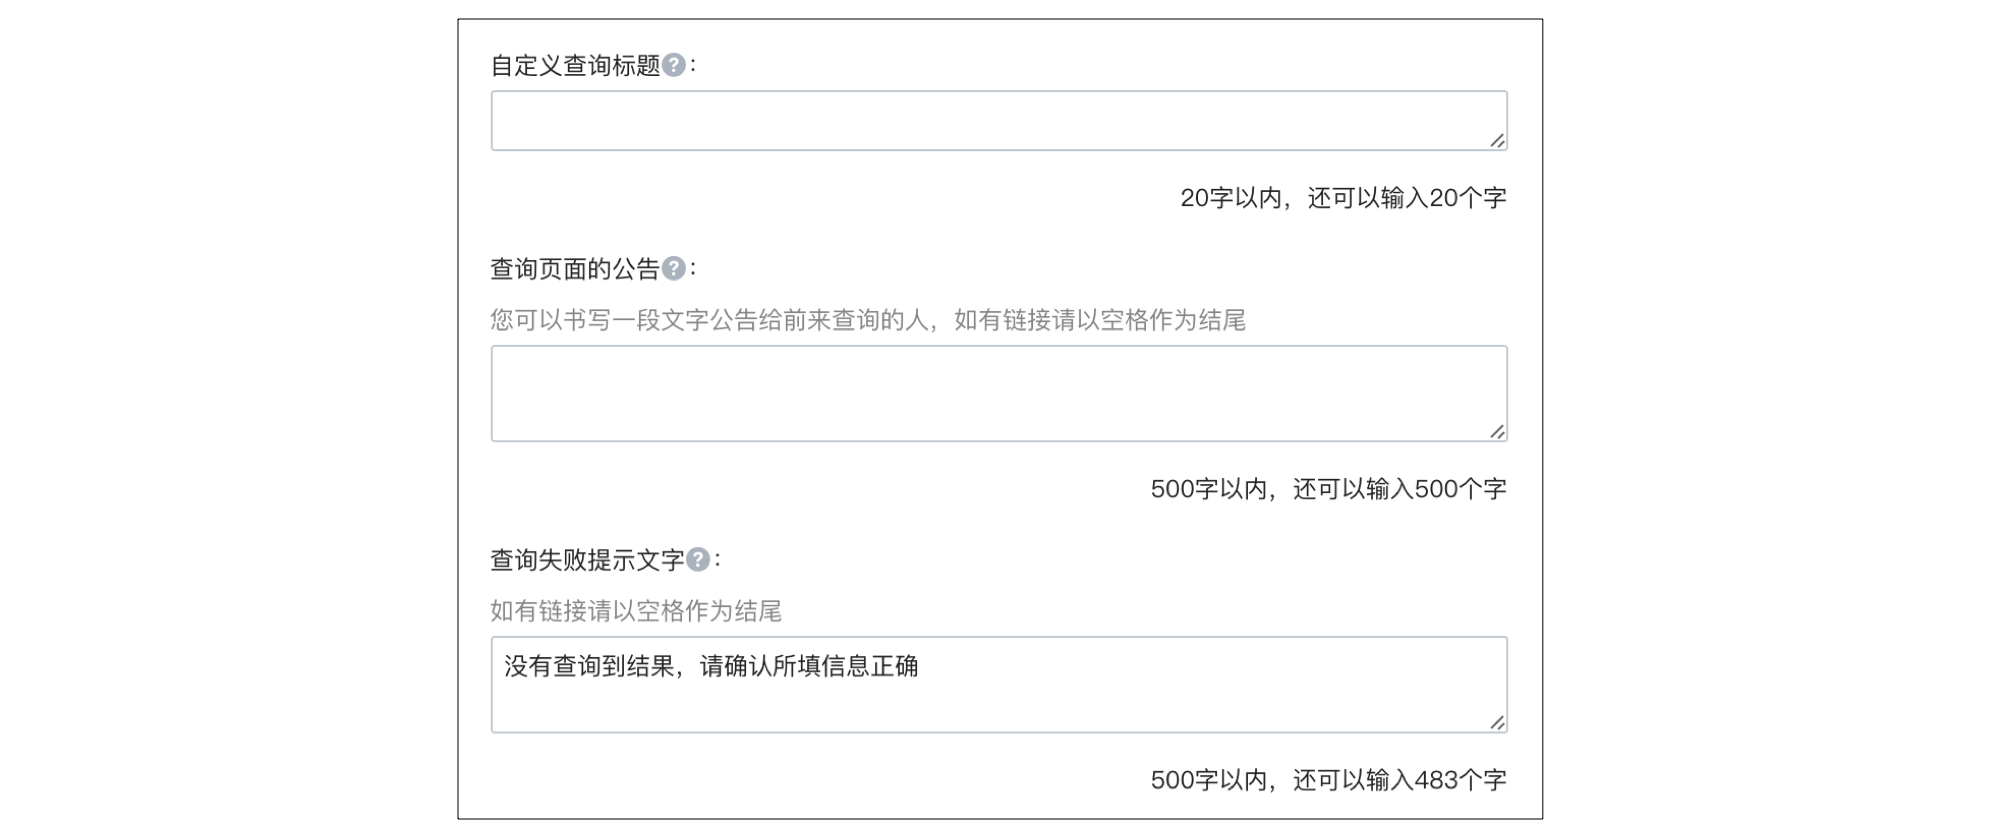 自定义查询标题?：
20字以内，还可以输入20个字
查询页面的公告?：
您可以书写一段文字公告给前来查询的人，如有链接请以空格作为结尾
500字以内，还可以输入500个字
查询失败提示文字?：
如有链接请以空格作为结尾
没有查询到结果，请确认所填信息正确
500字以内，还可以输入483个字